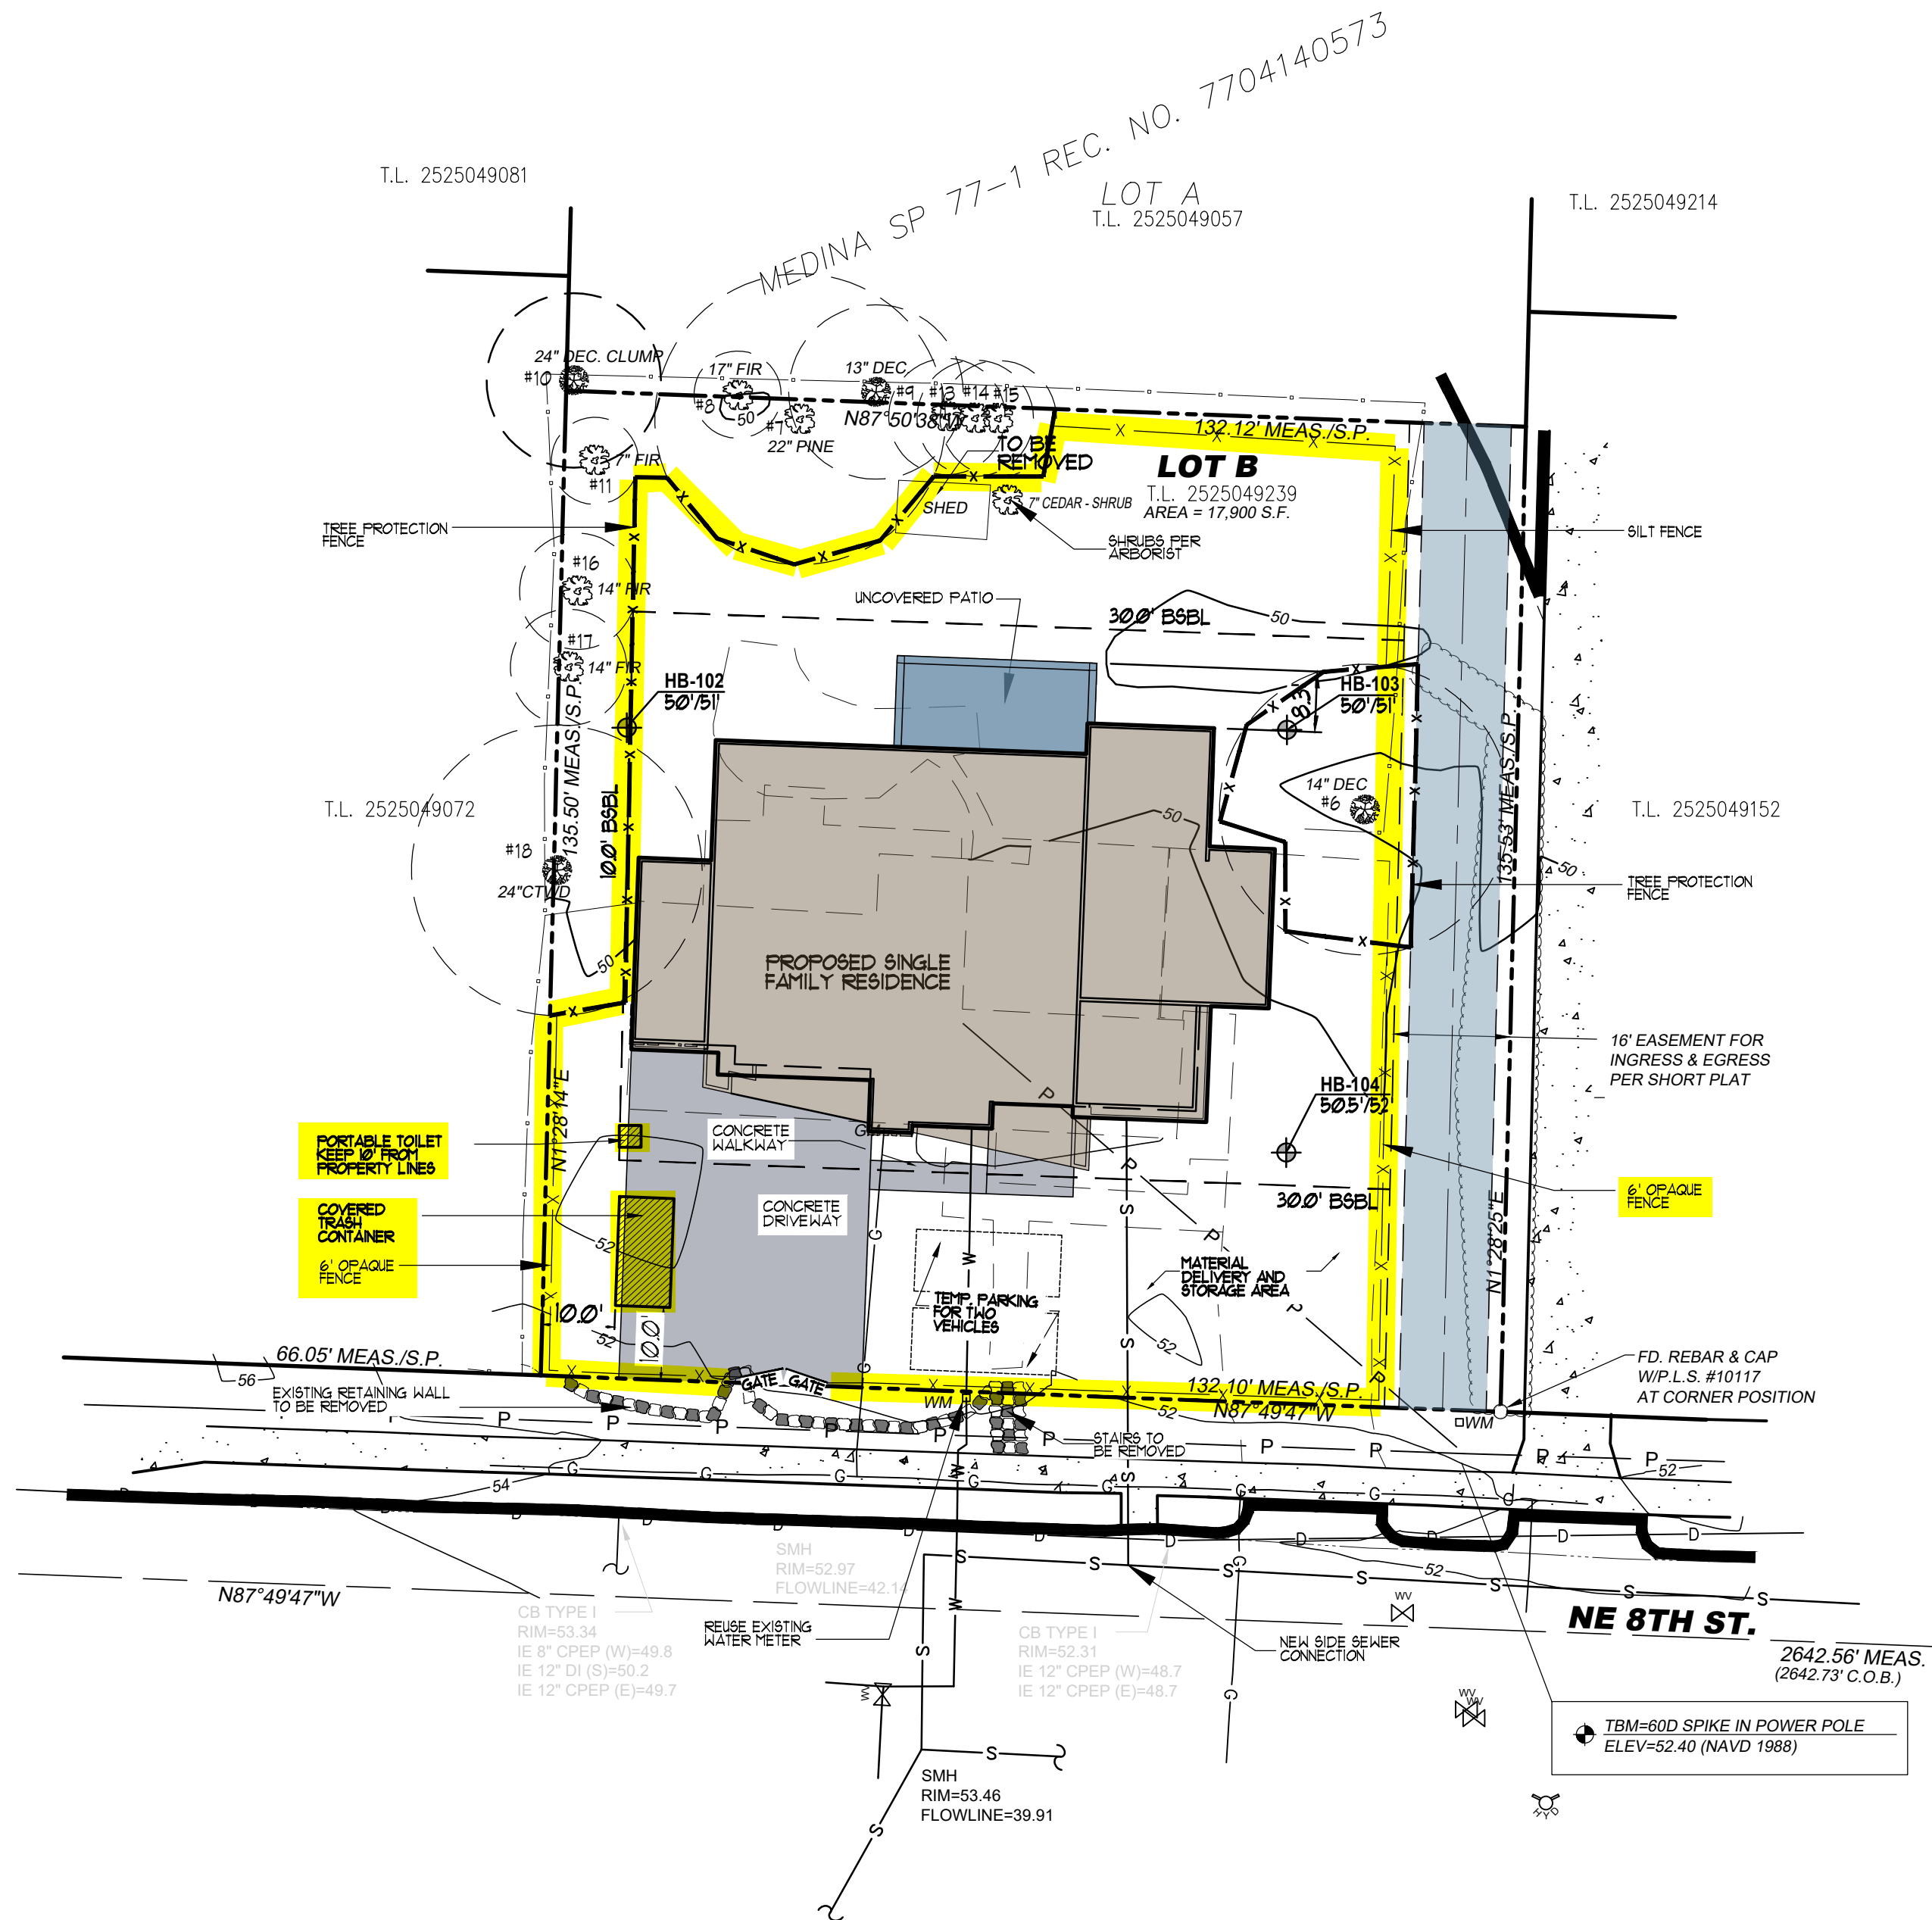 MEDINA SP 77-1 REC. NO. 7704140573
T.L. 2525049081
LOT A
T.L. 2525049057
T.L. 2525049214
24" DEC. CLUMP
#10
17" FIR
#8
50
#7
22" PINE
13" DEC
#9
#13
#14
#15
N87°50'38"W
132.12' MEAS./S.P.
TO BE
REMOVED
LOT B
T.L. 2525049239
AREA = 17,900 S.F.
7" FIR
#11
SHED
7" CEDAR - SHRUB
TREE PROTECTION
FENCE
SHRUBS PER
ARBORIST
SILT FENCE
#16
14" FIR
UNCOVERED PATIO
30.0' BSBL
50
#17
14" FIR
HB-102
50'/51'
HB-103
50'/51'
8.3
135.50' MEAS./S.P.
10.0' BSBL
135.53' MEAS./S.P.
T.L. 2525049072
14" DEC
#6
T.L. 2525049152
#18
24"CTWD
50
50
50
TREE PROTECTION
FENCE
PROPOSED SINGLE
FAMILY RESIDENCE
16' EASEMENT FOR
INGRESS & EGRESS
PER SHORT PLAT
N1°28'14"E
HB-104
50.5'/52'
PORTABLE TOILET
KEEP 10' FROM
PROPERTY LINES
CONCRETE
WALKWAY
GM
P
P
COVERED
TRASH
CONTAINER
6' OPAQUE
FENCE
CONCRETE
DRIVEWAY
30.0' BSBL
6' OPAQUE
FENCE
N1°28'25"E
52
S
G
W
P
MATERIAL
DELIVERY AND
STORAGE AREA
TEMP. PARKING
FOR TWO
VEHICLES
P
10.0'
10.0'
52
52
S
66.05' MEAS./S.P.
56
EXISTING RETAINING WALL
TO BE REMOVED
GATE
GATE
G
P
132.10' MEAS./S.P.
N87°49'47"W
52
WM
WM
FD. REBAR & CAP
W/P.L.S. #10117
AT CORNER POSITION
P P P P P P P P P P
STAIRS TO
BE REMOVED
52
54
G G G G G G G G
W
S
D D D D D D D D D D D D D
SMH
RIM=52.97
FLOWLINE=42.14
N87°49'47"W
CB TYPE I
RIM=53.34
IE 8" CPEP (W)=49.8
IE 12" DI (S)=50.2
IE 12" CPEP (E)=49.7
REUSE EXISTING
WATER METER
CB TYPE I
RIM=52.31
IE 12" CPEP (W)=48.7
IE 12" CPEP (E)=48.7
NEW SIDE SEWER
CONNECTION
S S S S S S S
52
WV
NE 8TH ST.
2642.56' MEAS.
(2642.73' C.O.B.)
W
S
G
G
WV
WV
WV
TBM=60D SPIKE IN POWER POLE
ELEV=52.40 (NAVD 1988)
S
SMH
RIM=53.46
FLOWLINE=39.91
S
HYD